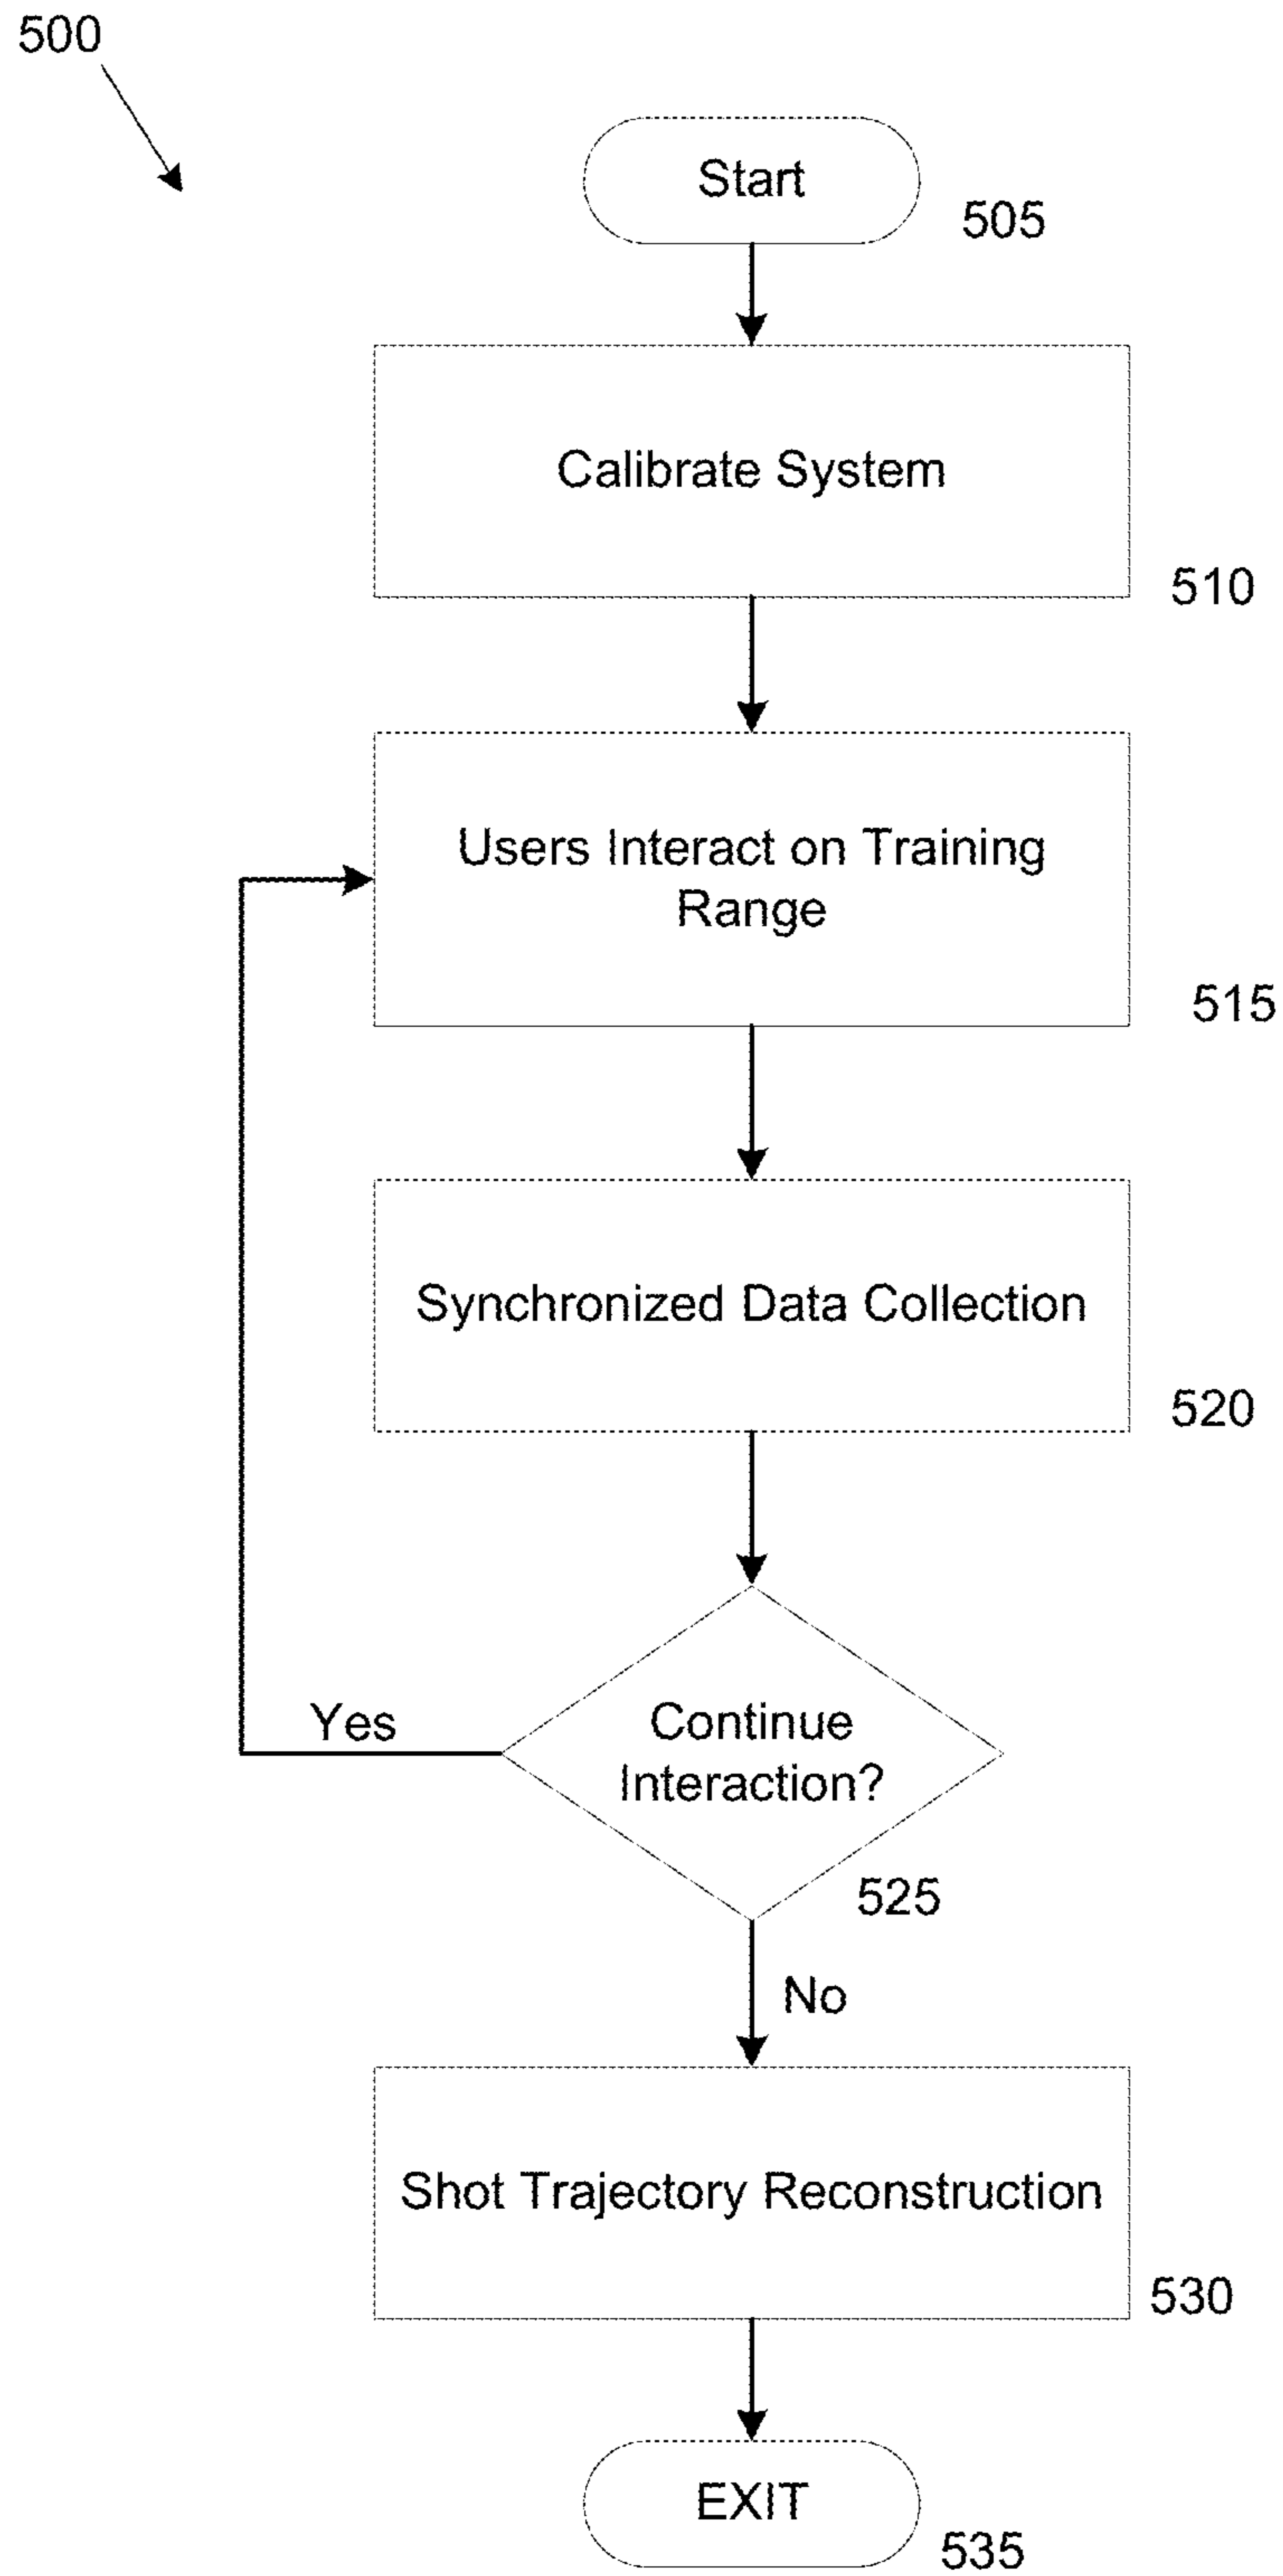 500
Start
505
Calibrate System
510
Users Interact on Training
Range
515
Synchronized Data Collection
520
Continue
Interaction?
Yes
525
No
Shot Trajectory Reconstruction
530
EXIT
535